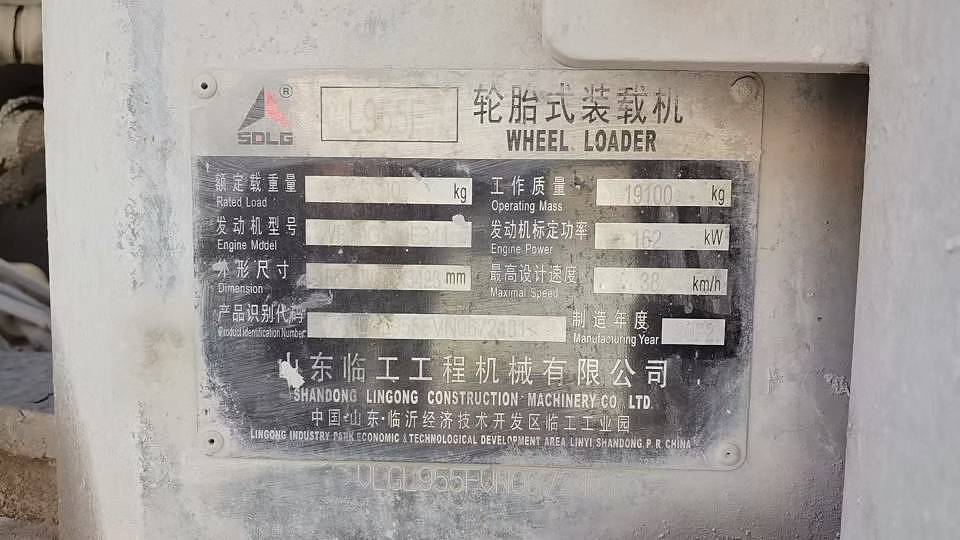 SDLG ® L955F 轮胎式装载机
WHEEL LOADER
额定载重量 kg 工作质量 19100 kg
Rated Load Operating Mass
发动机型号 发动机标定功率 162 kW
Engine Model Engine Power
外形尺寸 mm 最高设计速度 38 km/h
Dimension Maximal Speed
产品识别代码 制造年度
Product Identification Number Manufacturing Year
山东临工工程机械有限公司
SHANDONG LINGONG CONSTRUCTION MACHINERY CO. LTD.
中国·山东·临沂经济技术开发区临工工业园
LINGONG INDUSTRY PARK ECONOMIC & TECHNOLOGICAL DEVELOPMENT AREA LINYI SHANDONG P. R. CHINA